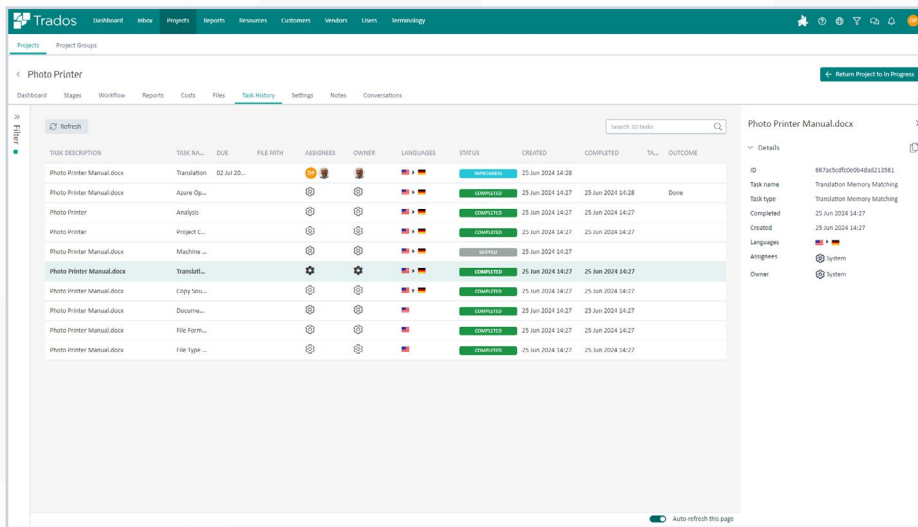 Trados Dashboard Inbox Projects Reports Resources Customers Vendors Users Terminology
Projects Project Groups
Photo Printer
Return Project to In Progress
Dashboard Stages Workflow Reports Costs Files Task History Settings Notes Conversations
Filter
Refresh
Search 10 tasks
TASK DESCRIPTION TASK NA... DUE FILE PATH ASSIGNEES OWNER LANGUAGES STATUS CREATED COMPLETED TA... OUTCOME
Photo Printer Manual.docx Translation 02 Jul 20... OP INPROGRESS 25 Jun 2024 14:28
Photo Printer Manual.docx Azure Op... COMPLETED 25 Jun 2024 14:27 25 Jun 2024 14:28 Done
Photo Printer Analysis COMPLETED 25 Jun 2024 14:27 25 Jun 2024 14:27
Photo Printer Project C... COMPLETED 25 Jun 2024 14:27 25 Jun 2024 14:27
Photo Printer Manual.docx Machine ... SKIPPED 25 Jun 2024 14:27
Photo Printer Manual.docx Translati... COMPLETED 25 Jun 2024 14:27 25 Jun 2024 14:27
Photo Printer Manual.docx Copy Sou... COMPLETED 25 Jun 2024 14:27 25 Jun 2024 14:27
Photo Printer Manual.docx Docume... COMPLETED 25 Jun 2024 14:27 25 Jun 2024 14:27
Photo Printer Manual.docx File Form... COMPLETED 25 Jun 2024 14:27 25 Jun 2024 14:27
Photo Printer Manual.docx File Type ... COMPLETED 25 Jun 2024 14:27 25 Jun 2024 14:27
Auto-refresh this page
Photo Printer Manual.docx
Details
ID
Task name Translation Memory Matching
Task type Translation Memory Matching
Completed 25 Jun 2024 14:27
Created 25 Jun 2024 14:27
Languages
Assignees System
Owner System